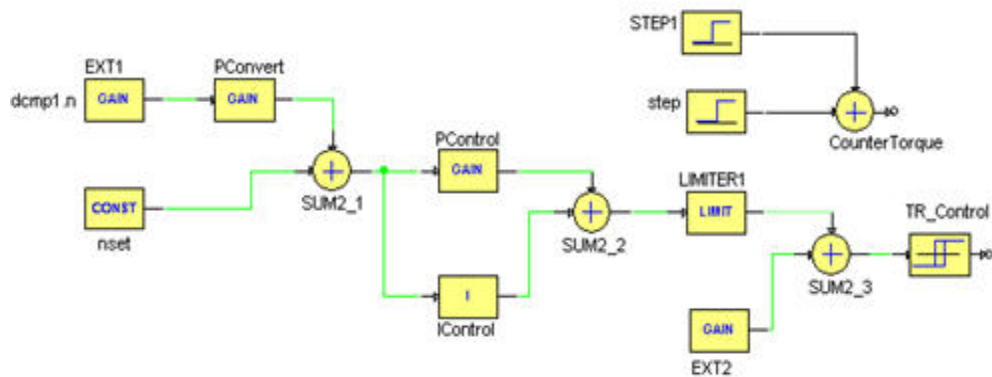 STEP1
EXT1
PConvert
GAIN
GAIN
dcmp1.n
step
CounterTorque
PControl
GAIN
LIMITER1
LIMIT
CONST
nset
SUM2_1
SUM2_2
TR_Control
SUM2_3
I
IControl
GAIN
EXT2